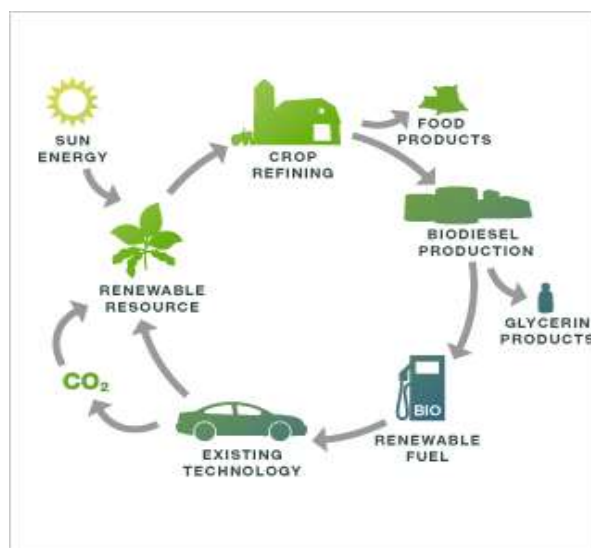 SUN
ENERGY
CROP
REFINING
FOOD
PRODUCTS
BIODIESEL
PRODUCTION
GLYCERIN
PRODUCTS
BIO
RENEWABLE
FUEL
EXISTING
TECHNOLOGY
CO₂
RENEWABLE
RESOURCE